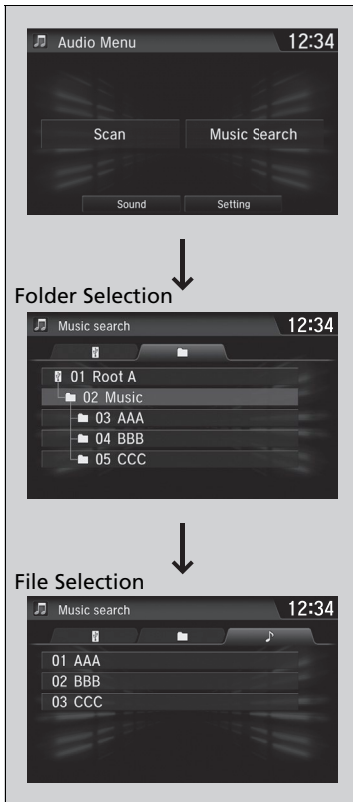 Audio Menu 12:34
Scan Music Search
Sound Setting
Folder Selection
Music search 12:34
01 Root A
02 Music
03 AAA
04 BBB
05 CCC
File Selection
Music search 12:34
01 AAA
02 BBB
03 CCC